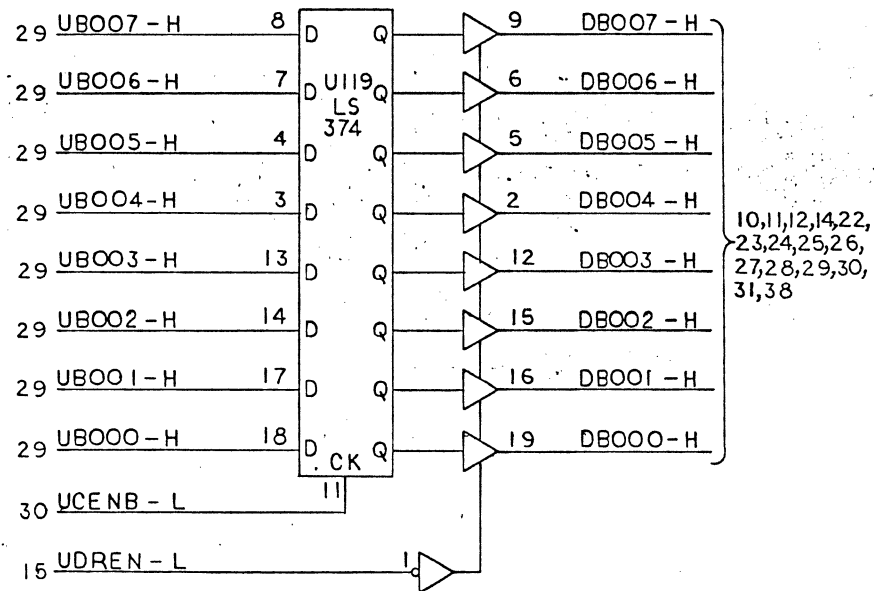 29 UB007-H 8 D Q 9 DB007-H
29 UB006-H 7 D U119 Q 6 DB006-H
LS
374
29 UB005-H 4 D Q 5 DB005-H
29 UB004-H 3 D Q 2 DB004-H
10,11,12,14,22,
23,24,25,26,
27,28,29,30,
31,38
29 UB003-H 13 D Q 12 DB003-H
29 UB002-H 14 D Q 15 DB002-H
29 UB001-H 17 D Q 16 DB001-H
29 UB000-H 18 D Q 19 DB000-H
CK
11
30 UCENB-L
15 UDREN-L 1